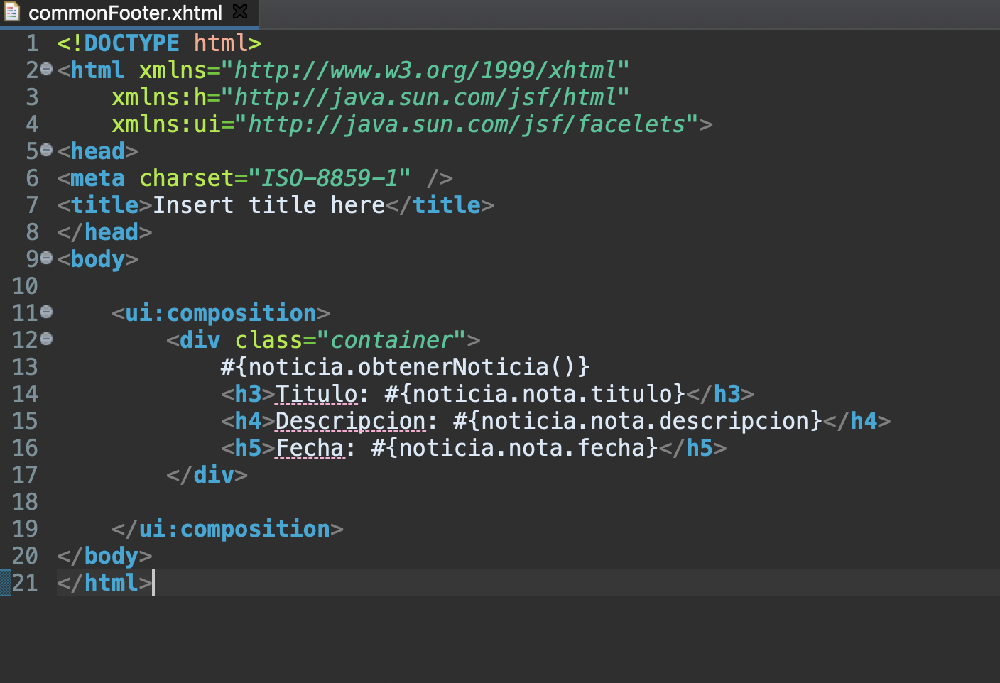 commonFooter.xhtml
1 <!DOCTYPE html>
2 <html xmlns="http://www.w3.org/1999/xhtml"
3     xmlns:h="http://java.sun.com/jsf/html"
4     xmlns:ui="http://java.sun.com/jsf/facelets">
5 <head>
6 <meta charset="ISO-8859-1" />
7 <title>Insert title here</title>
8 </head>
9 <body>
10
11     <ui:composition>
12         <div class="container">
13             #{noticia.obtenerNoticia()}
14             <h3>Titulo: #{noticia.nota.titulo}</h3>
15             <h4>Descripcion: #{noticia.nota.descripcion}</h4>
16             <h5>Fecha: #{noticia.nota.fecha}</h5>
17         </div>
18
19     </ui:composition>
20 </body>
21 </html>